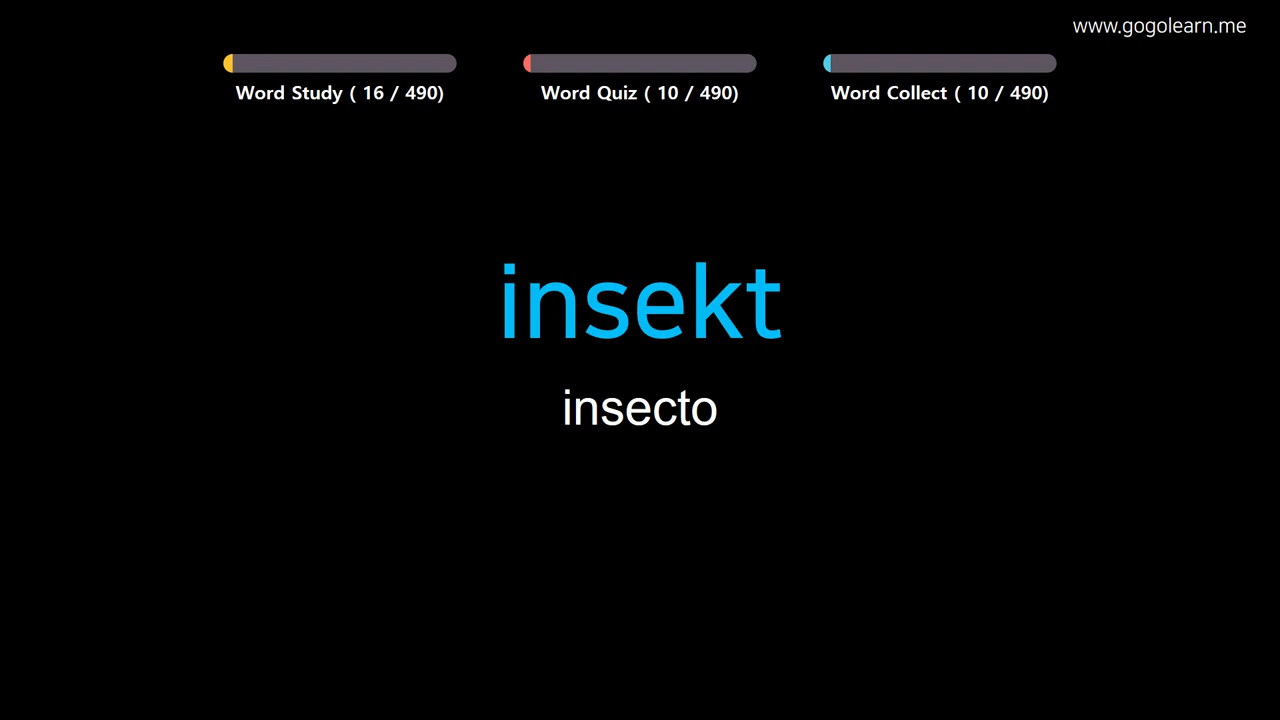 www.gogolearn.me
Word Study ( 16 / 490)
Word Quiz ( 10 / 490)
Word Collect ( 10 / 490)
insekt
insecto